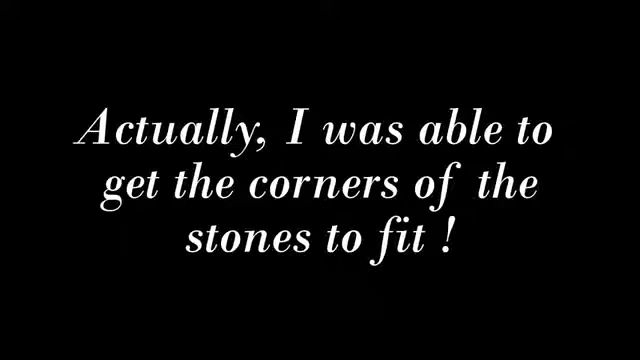 Actually, I was able to
get the corners of the
stones to fit !